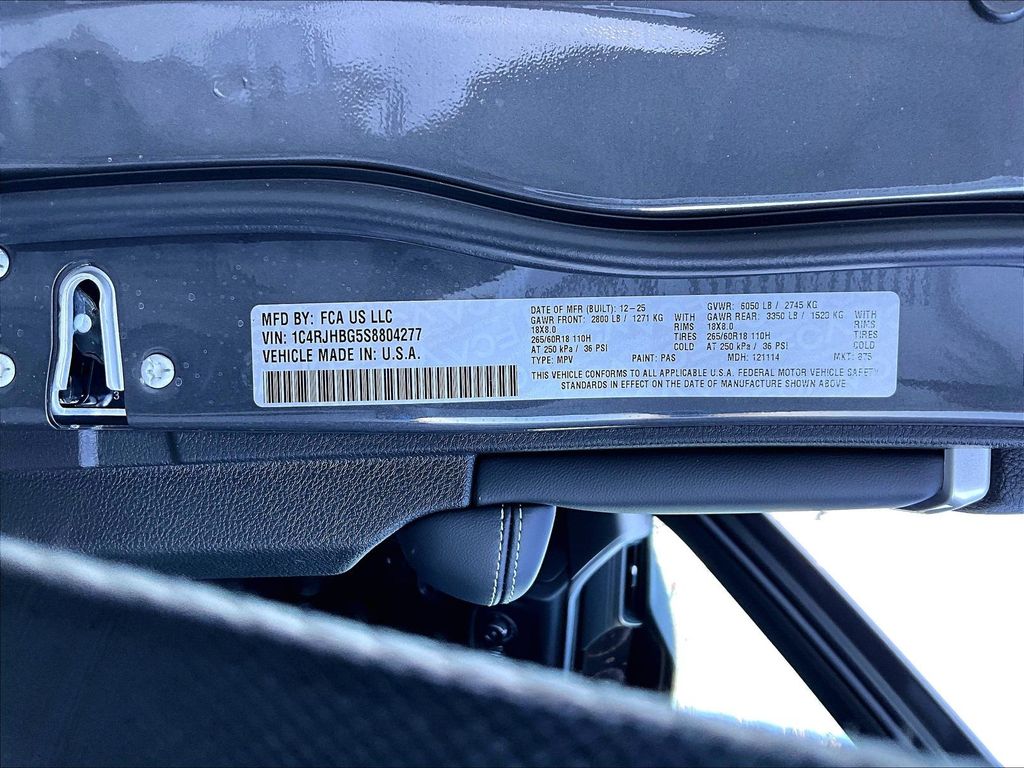 MFD BY: FCA US LLC
VIN: 1C4RJHBG5S8804277
VEHICLE MADE IN U.S.A.
DATE OF MFR (BUILT): 12-25
GVWR: 6050 LB / 2745 KG
GAWR FRONT: 2800 LB / 1271 KG WITH
GAWR REAR: 3350 LB / 1520 KG WITH
18X8.0 RIMS
18X8.0 RIMS
265/60R18 110H TIRES
265/60R18 110H TIRES
AT 250 kPa / 36 PSI COLD
AT 250 kPa / 36 PSI COLD
TYPE: MPV PAINT: PAS MDH: 121114 MKT: 875
THIS VEHICLE CONFORMS TO ALL APPLICABLE U.S.A. FEDERAL MOTOR VEHICLE SAFETY
STANDARDS IN EFFECT ON THE DATE OF MANUFACTURE SHOWN ABOVE
3